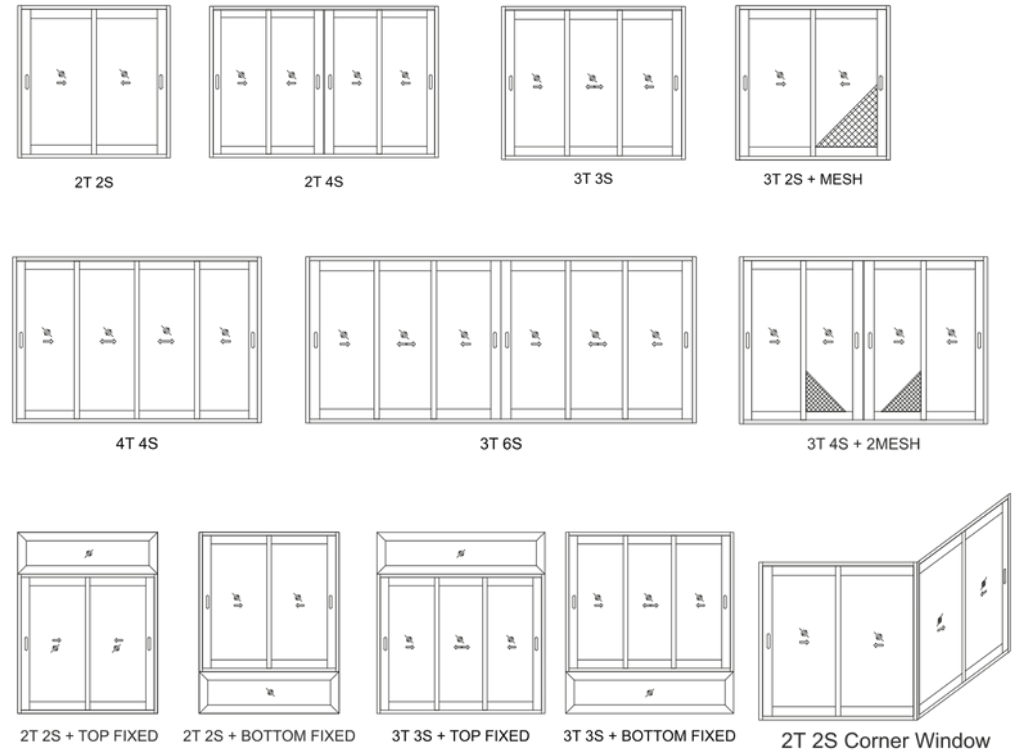 2T 2S
2T 4S
3T 3S
3T 2S + MESH
4T 4S
3T 6S
3T 4S + 2MESH
2T 2S + TOP FIXED
2T 2S + BOTTOM FIXED
3T 3S + TOP FIXED
3T 3S + BOTTOM FIXED
2T 2S Corner Window